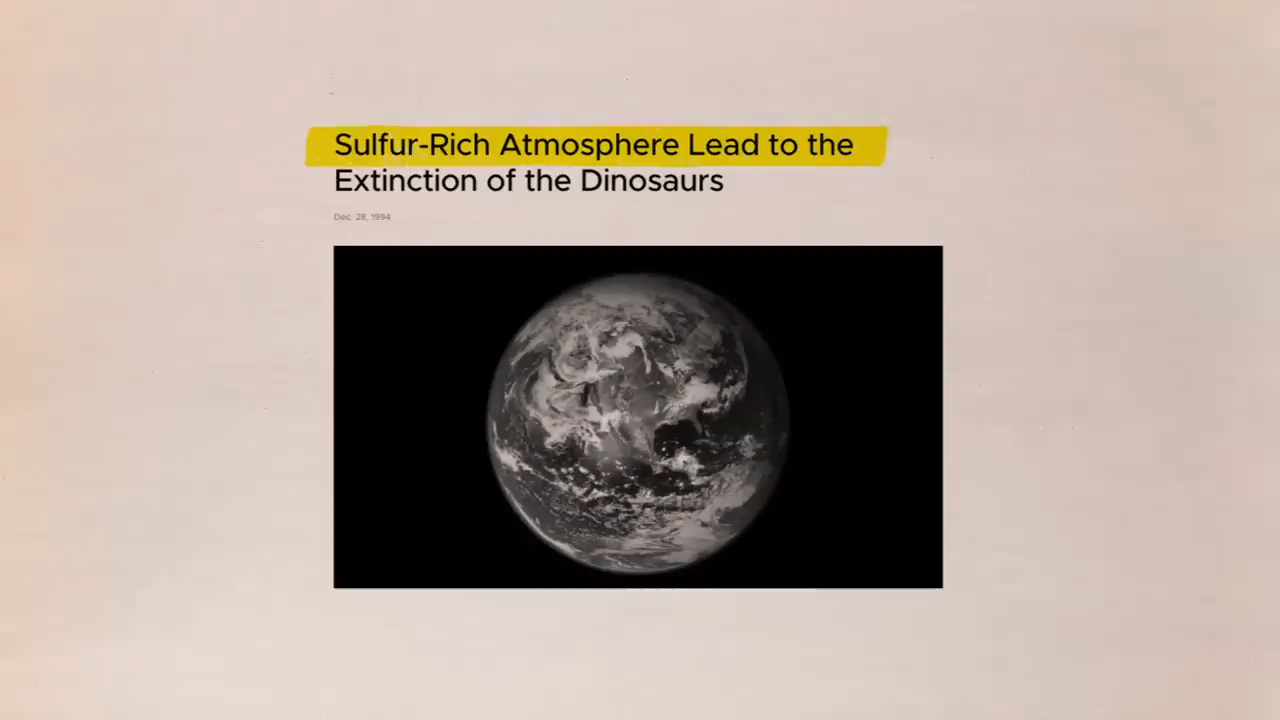 Sulfur-Rich Atmosphere Lead to the
Extinction of the Dinosaurs
Dec. 28, 1994